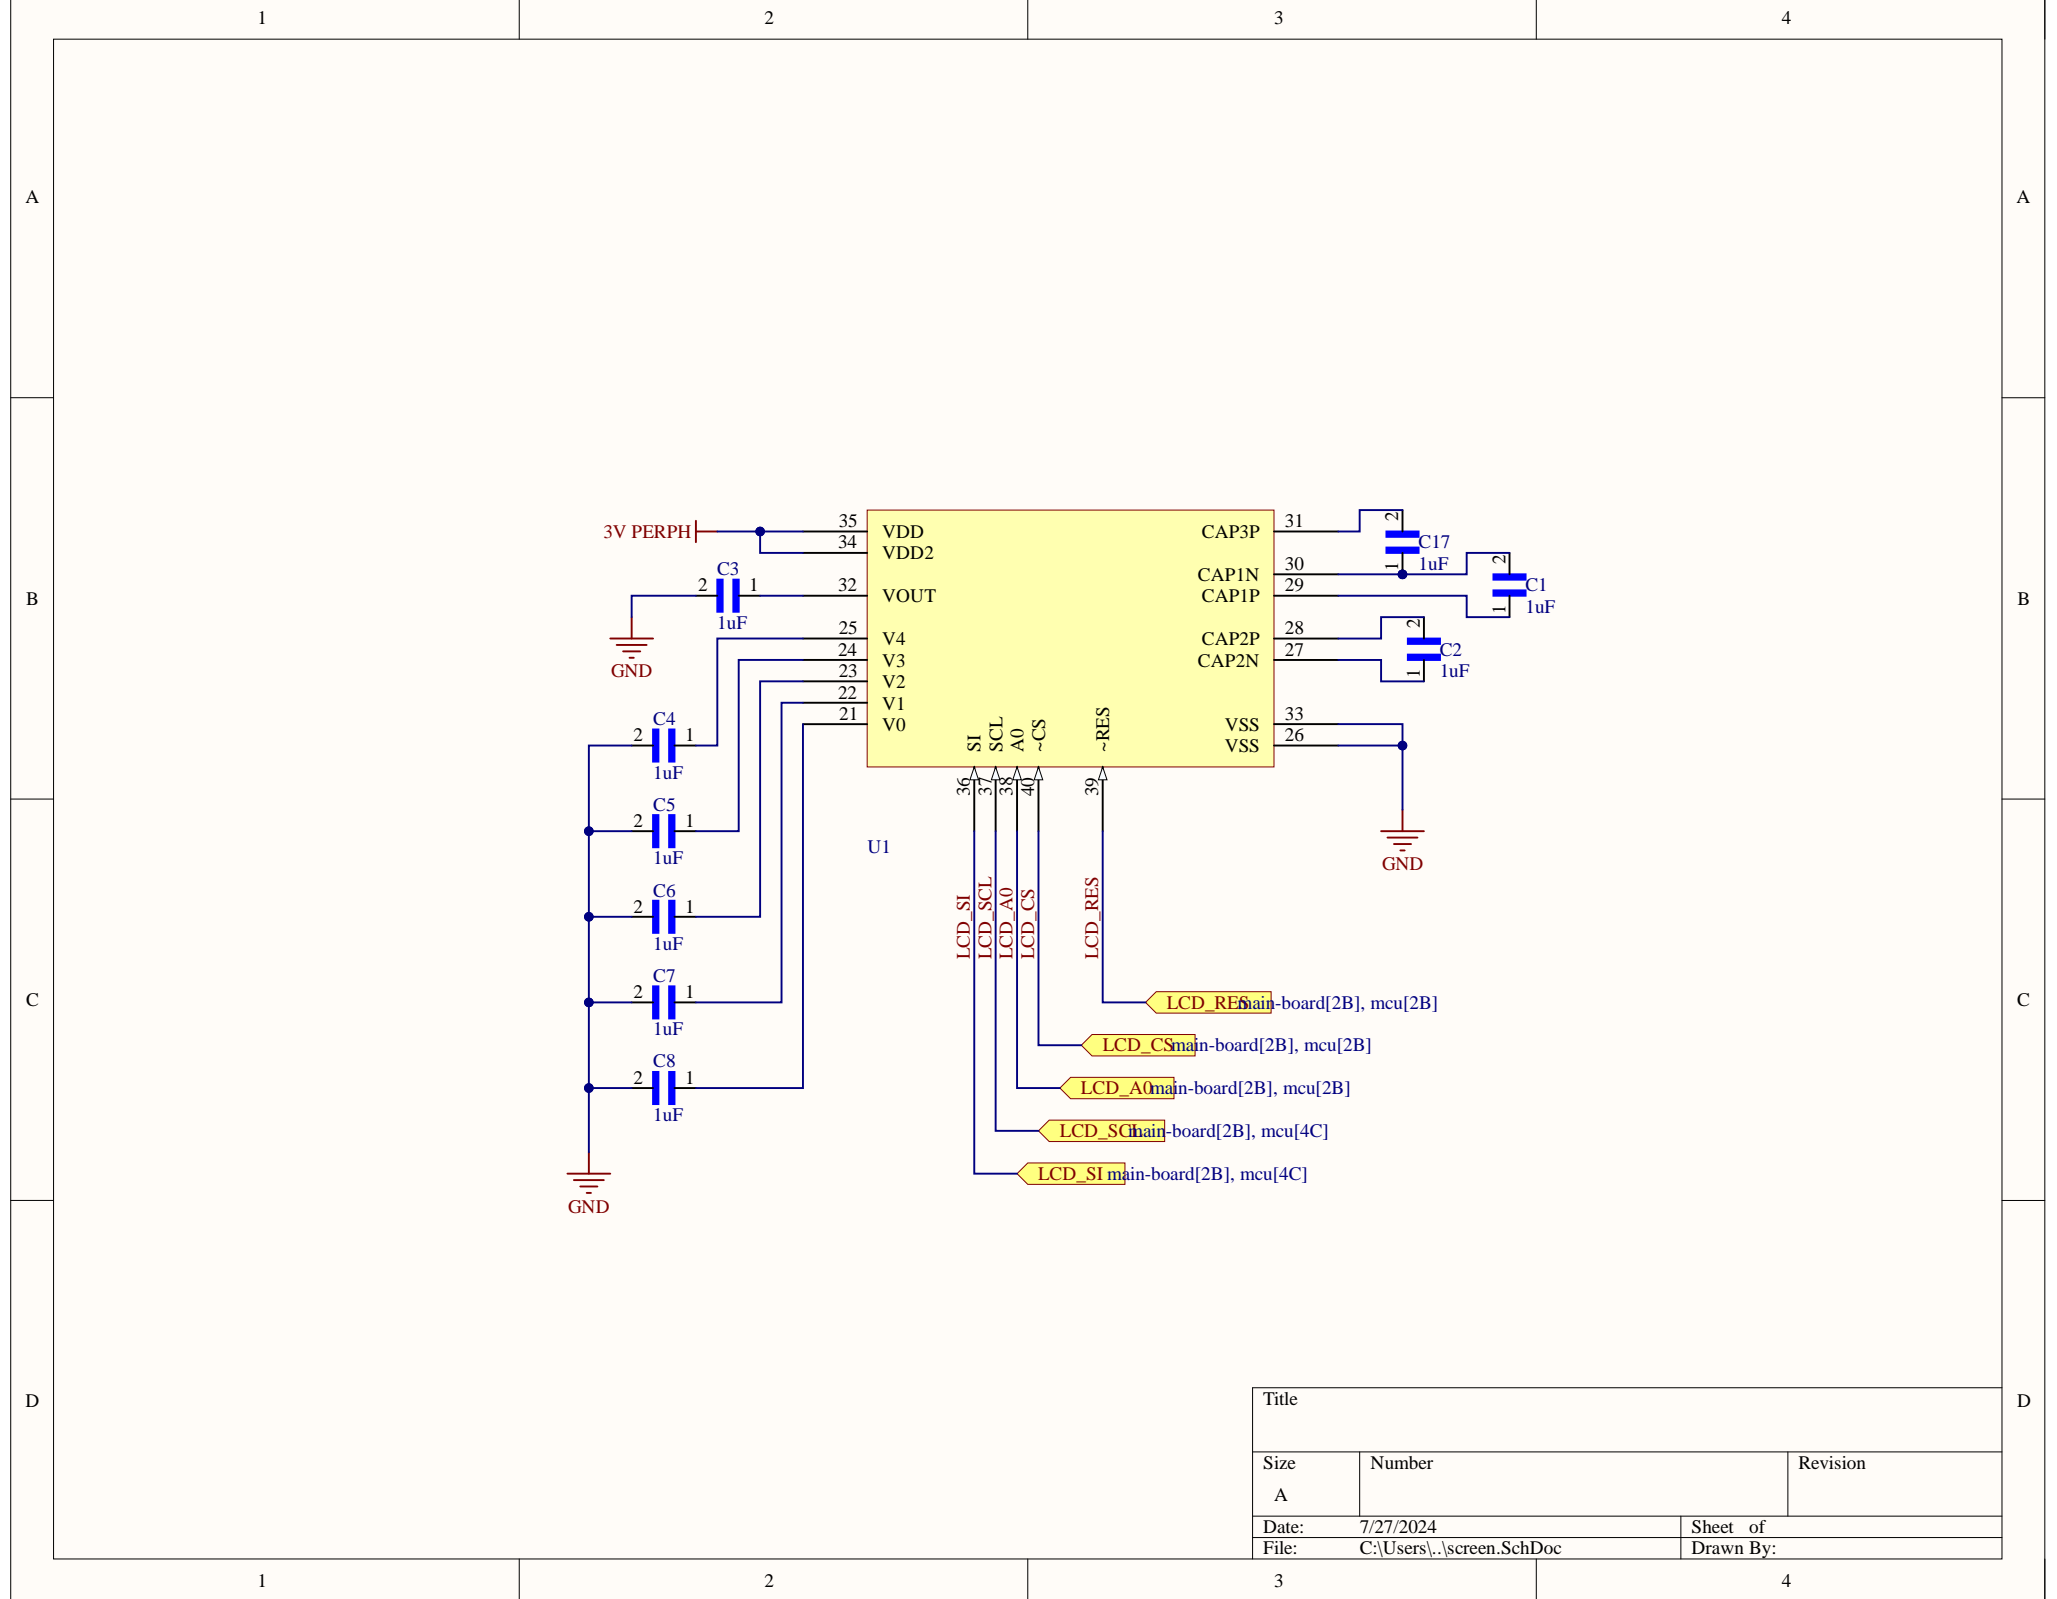 1 2 3 4
A A
B B
C C
D D
3V PERPH
35 VDD
34 VDD2
C3
2 1
1uF
32 VOUT
GND
25 V4
24 V3
23 V2
22 V1
21 V0
C4
2 1
1uF
C5
2 1
1uF
C6
2 1
1uF
C7
2 1
1uF
C8
2 1
1uF
GND
CAP3P 31
CAP1N 30
CAP1P 29
CAP2P 28
CAP2N 27
VSS 33
VSS 26
2
C17
1uF
1
2
C1
1uF
1
2
C2
1uF
1
GND
SI
SCL
A0
~CS
~RES
36
37
38
40
39
U1
LCD_SI
LCD_SCL
LCD_A0
LCD_CS
LCD_RES
LCD_RES main-board[2B], mcu[2B]
LCD_CS main-board[2B], mcu[2B]
LCD_A0 main-board[2B], mcu[2B]
LCD_SCL main-board[2B], mcu[4C]
LCD_SI main-board[2B], mcu[4C]
Title
Size Number Revision
A
Date: 7/27/2024 Sheet of
File: C:\Users\..\screen.SchDoc Drawn By:
1 2 3 4